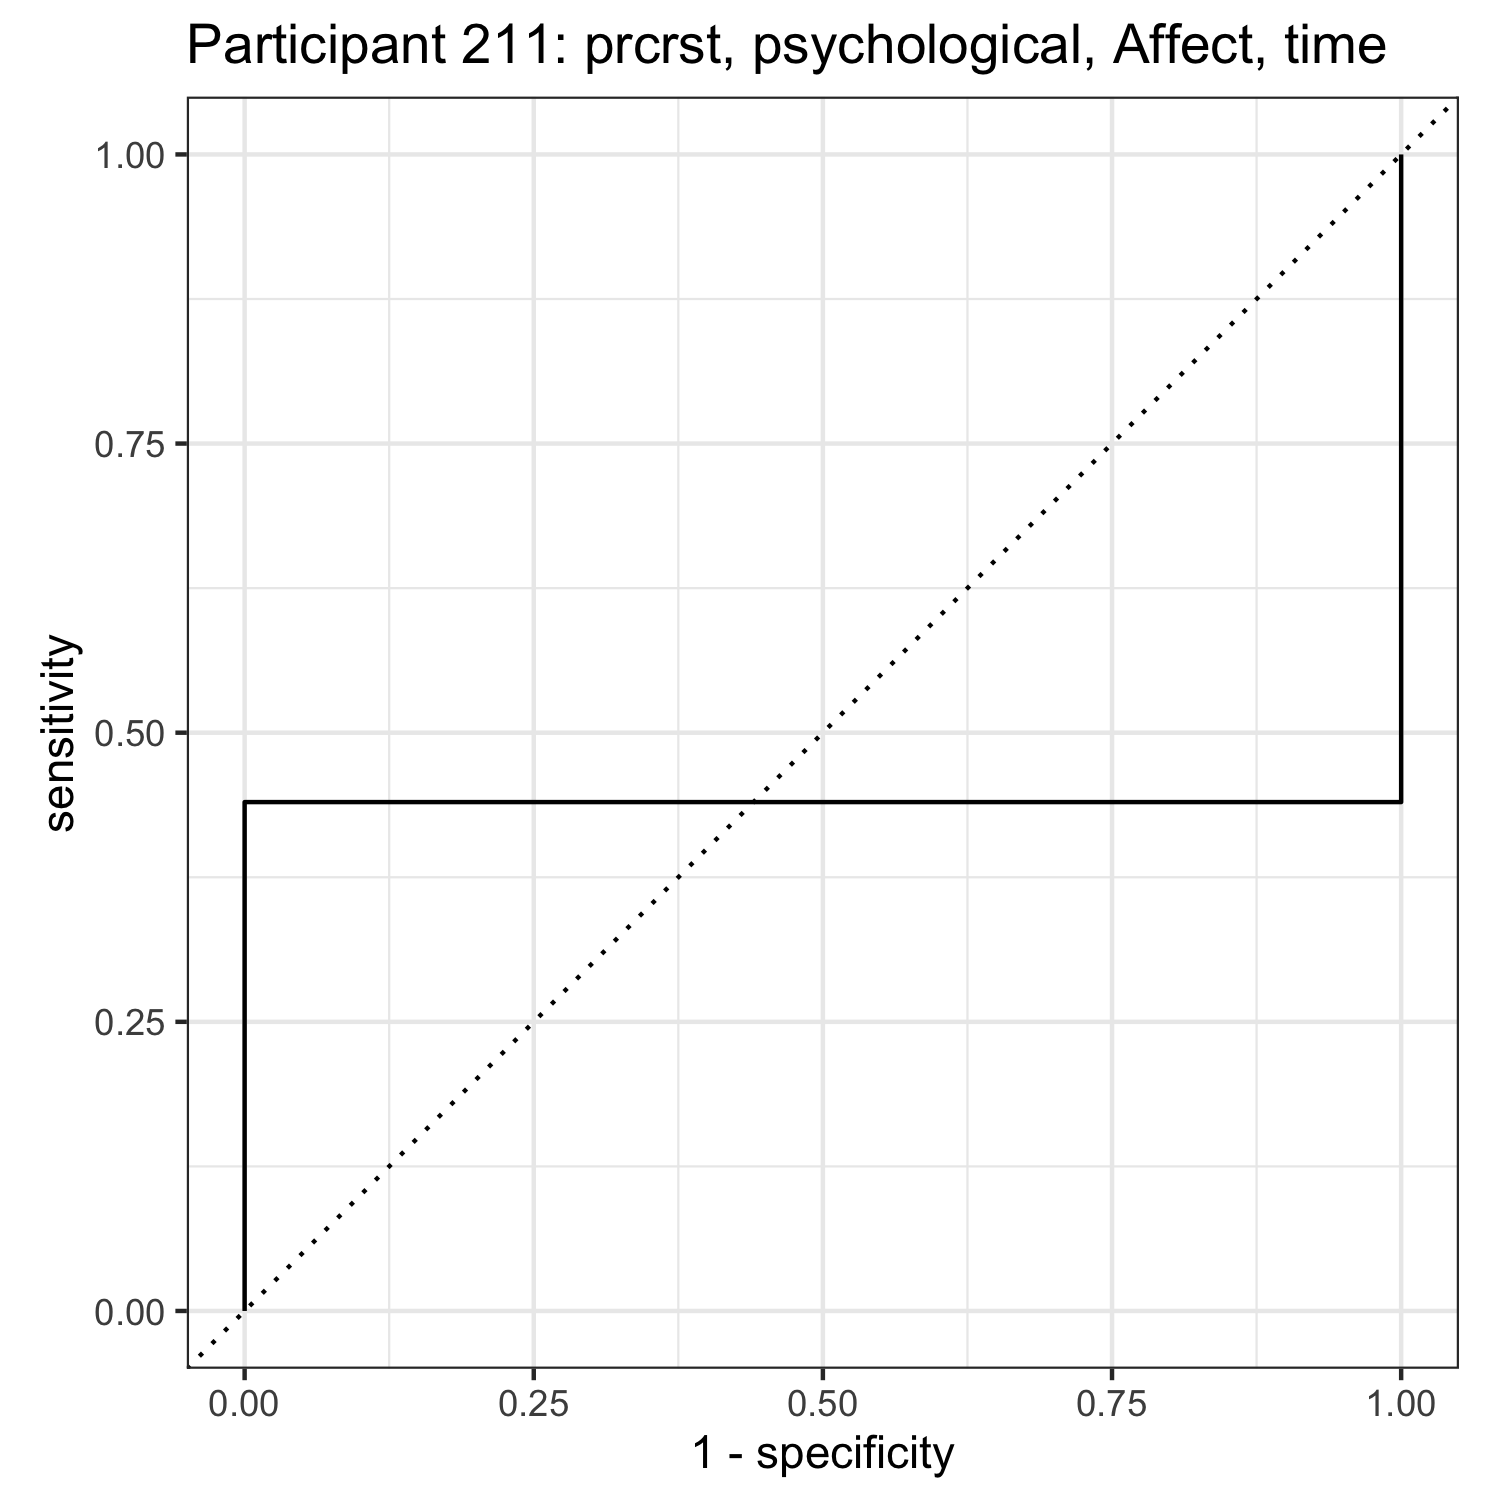 Participant 211: prcrst, psychological, Affect, time
1.00
0.75
0.50
0.25
0.00
sensitivity
0.00 0.25 0.50 0.75 1.00
1 - specificity